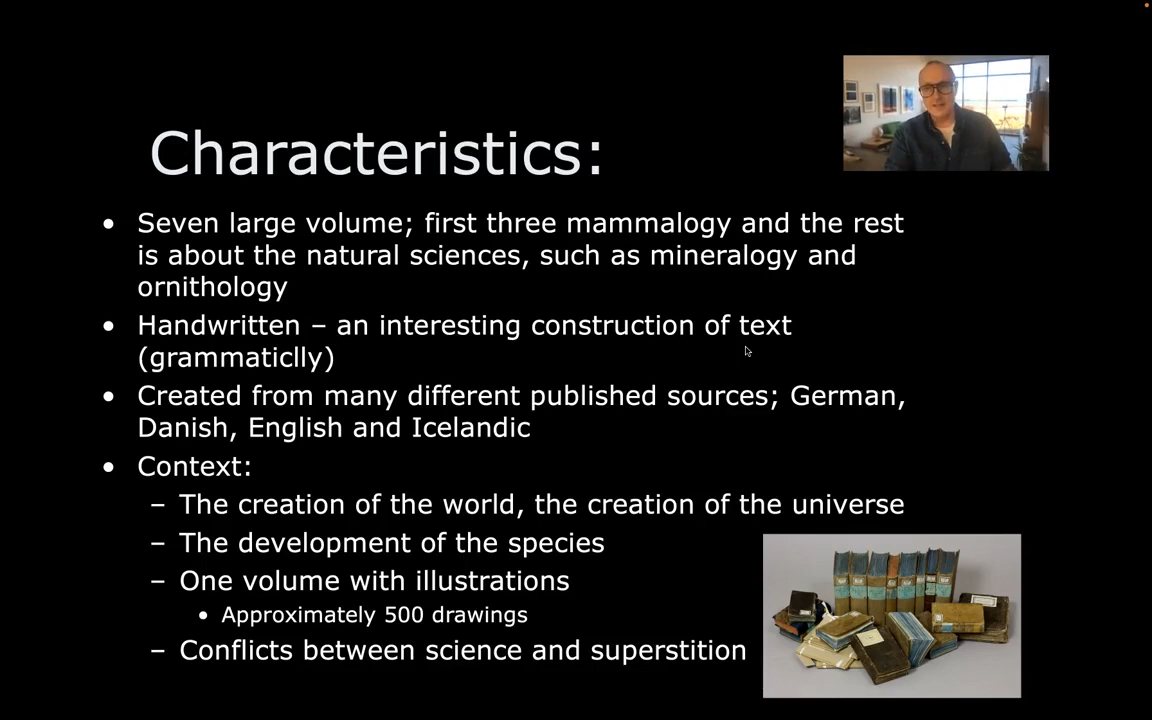 Characteristics:
• Seven large volume; first three mammalogy and the rest
is about the natural sciences, such as mineralogy and
ornithology
• Handwritten – an interesting construction of text
(grammaticlly)
• Created from many different published sources; German,
Danish, English and Icelandic
• Context:
– The creation of the world, the creation of the universe
– The development of the species
– One volume with illustrations
• Approximately 500 drawings
– Conflicts between science and superstition